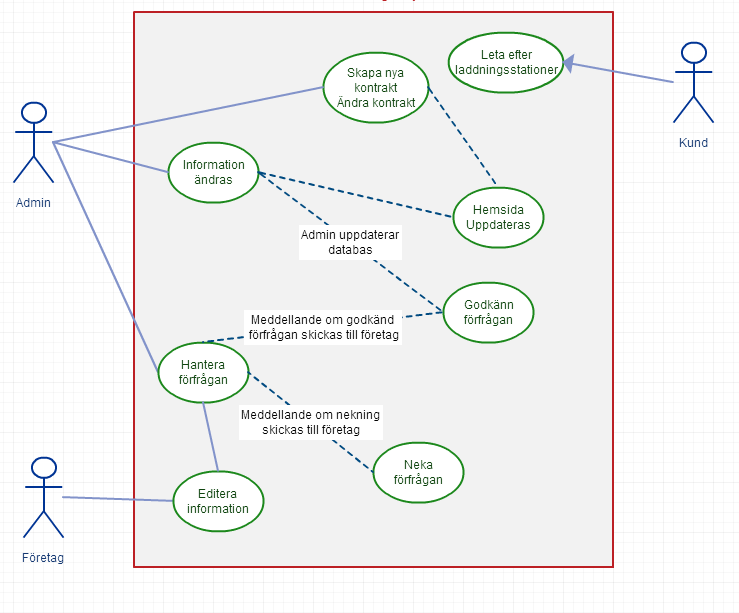 Skapa nya
kontrakt
Ändra kontrakt
Leta efter
laddningsstationer
Kund
Admin
Information
ändras
Hemsida
Uppdateras
Admin uppdaterar
databas
Godkänn
förfrågan
Meddellande om godkänd
förfrågan skickas till företag
Hantera
förfrågan
Meddellande om nekning
skickas till företag
Neka
förfrågan
Editera
information
Företag